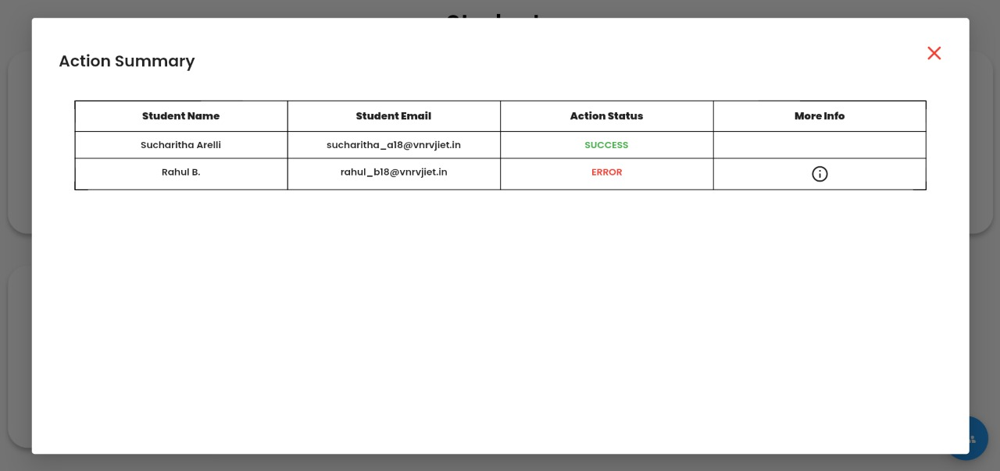 Action Summary
Student Name Student Email Action Status More Info
Sucharitha Arelli sucharitha_a18@vnrvjiet.in SUCCESS
Rahul B. rahul_b18@vnrvjiet.in ERROR